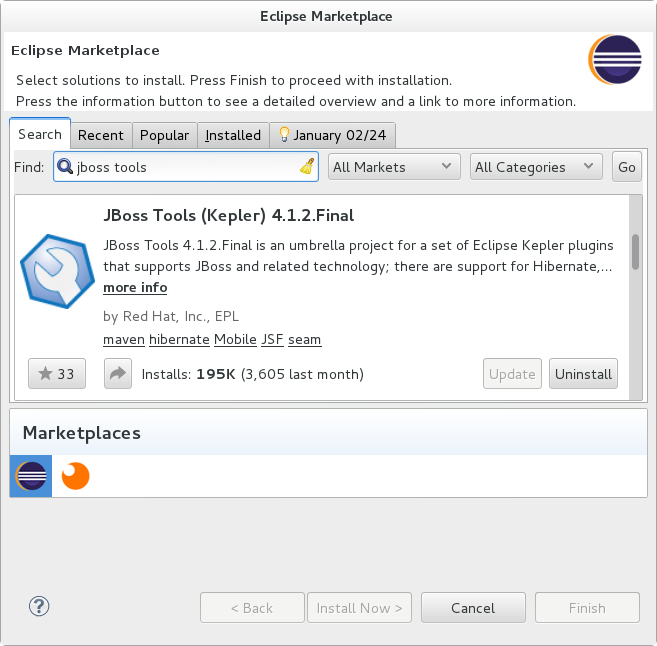 Eclipse Marketplace
Eclipse Marketplace
Select solutions to install. Press Finish to proceed with installation.
Press the information button to see a detailed overview and a link to more information.
Search Recent Popular Installed January 02/24
Find: jboss tools All Markets All Categories Go
JBoss Tools (Kepler) 4.1.2.Final
JBoss Tools 4.1.2.Final is an umbrella project for a set of Eclipse Kepler plugins
that supports JBoss and related technology; there are support for Hibernate,...
more info
by Red Hat, Inc., EPL
maven hibernate Mobile JSF seam
33 Installs: 195K (3,605 last month) Update Uninstall
Marketplaces
? < Back Install Now > Cancel Finish